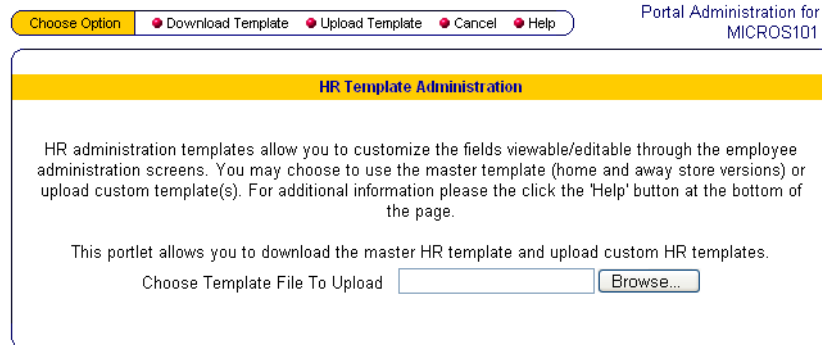 Choose Option Download Template Upload Template Cancel Help
Portal Administration for
MICROS101
HR Template Administration
HR administration templates allow you to customize the fields viewable/editable through the employee
administration screens. You may choose to use the master template (home and away store versions) or
upload custom template(s). For additional information please the click the 'Help' button at the bottom of
the page.
This portlet allows you to download the master HR template and upload custom HR templates.
Choose Template File To Upload Browse...